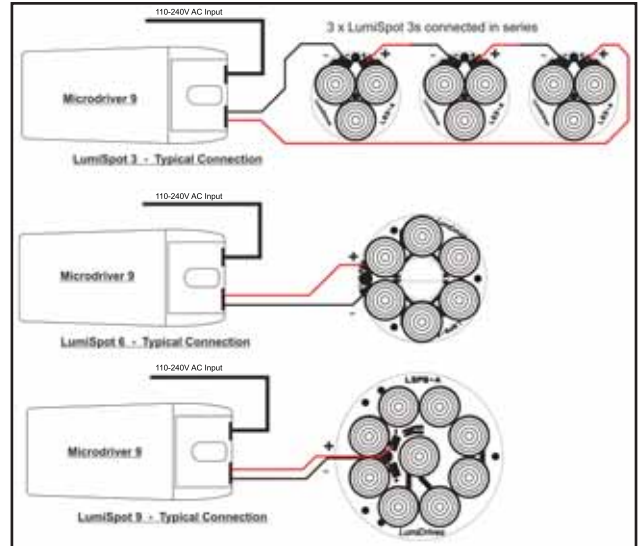 110-240V AC Input
3 x LumiSpot 3s connected in series
- + - + - +
Microdriver 9
LumiSpot 3 - Typical Connection
110-240V AC Input
+
Microdriver 9
-
LumiSpot 6 - Typical Connection
110-240V AC Input
LSP9-A
+
Microdriver 9
-
LumiDrives
LumiSpot 9 - Typical Connection